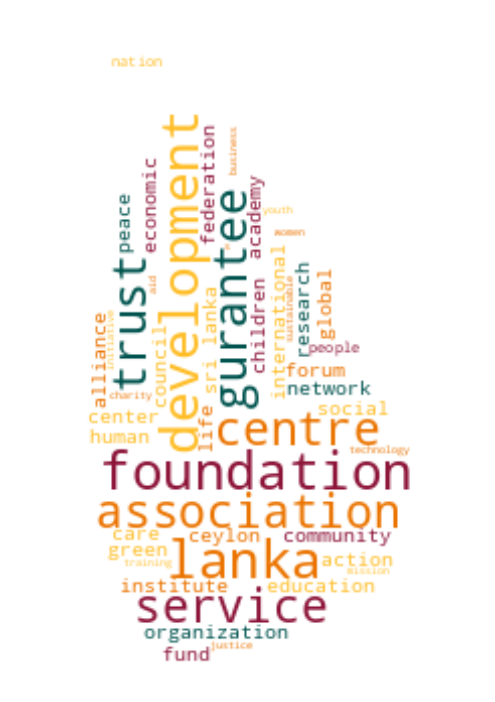 nation
development
federation
business
economic
peace
trust
gurantee
academy
youth
women
aid
sri lanka
children
international
sustainable
research
global
people
alliance
initiative
council
charity
life
forum
network
center
social
human
centre
technology
foundation
association
care
ceylon
community
green
training
lanka
action
mission
institute
education
service
organization
justice
fund